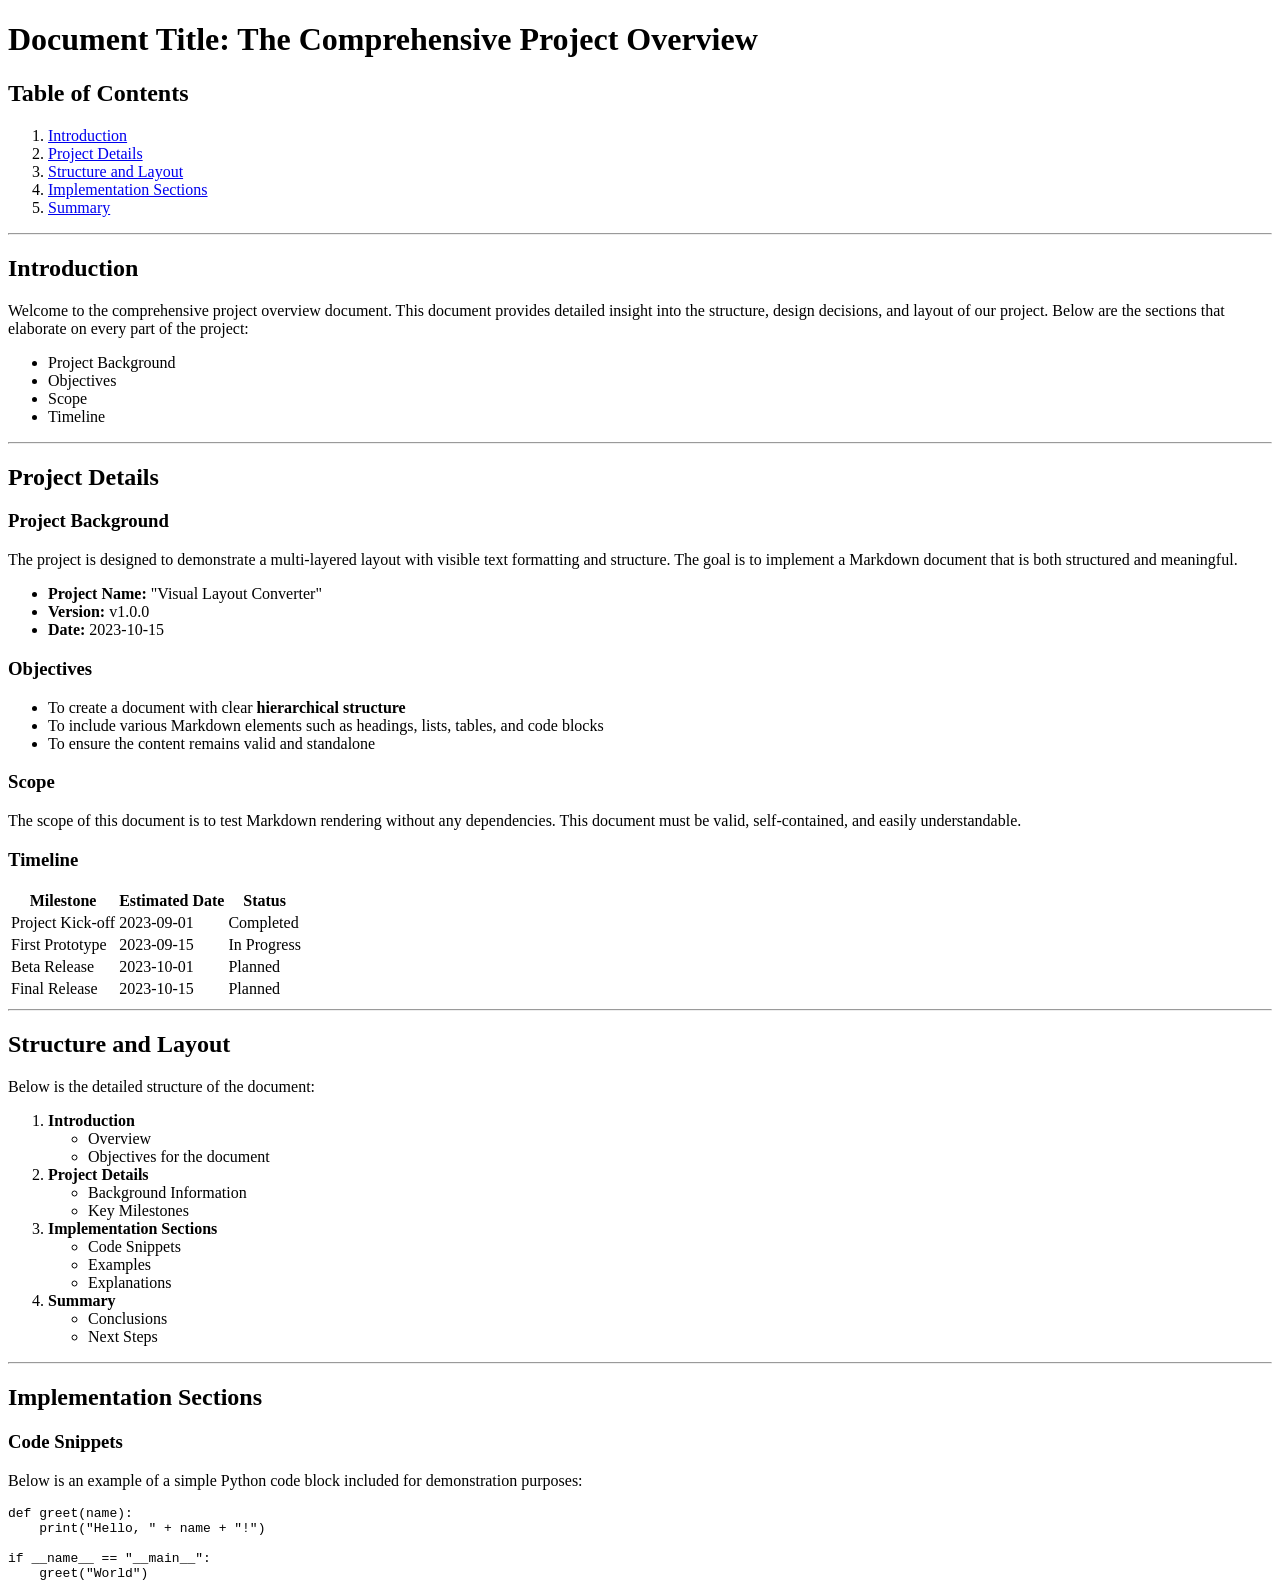 Document Title: The Comprehensive Project Overview
Table of Contents
1. Introduction
2. Project Details
3. Structure and Layout
4. Implementation Sections
5. Summary
Introduction
Welcome to the comprehensive project overview document. This document provides detailed insight into the structure, design decisions, and layout of our project. Below are the sections that
elaborate on every part of the project:
• Project Background
• Objectives
• Scope
• Timeline
Project Details
Project Background
The project is designed to demonstrate a multi-layered layout with visible text formatting and structure. The goal is to implement a Markdown document that is both structured and meaningful.
• Project Name: "Visual Layout Converter"
• Version: v1.0.0
• Date: 2023-10-15
Objectives
• To create a document with clear hierarchical structure
• To include various Markdown elements such as headings, lists, tables, and code blocks
• To ensure the content remains valid and standalone
Scope
The scope of this document is to test Markdown rendering without any dependencies. This document must be valid, self-contained, and easily understandable.
Timeline
Milestone Estimated Date Status
Project Kick-off 2023-09-01 Completed
First Prototype 2023-09-15 In Progress
Beta Release 2023-10-01 Planned
Final Release 2023-10-15 Planned
Structure and Layout
Below is the detailed structure of the document:
1. Introduction
◦ Overview
◦ Objectives for the document
2. Project Details
◦ Background Information
◦ Key Milestones
3. Implementation Sections
◦ Code Snippets
◦ Examples
◦ Explanations
4. Summary
◦ Conclusions
◦ Next Steps
Implementation Sections
Code Snippets
Below is an example of a simple Python code block included for demonstration purposes:
def greet(name):
    print("Hello, " + name + "!")
if __name__ == "__main__":
    greet("World")